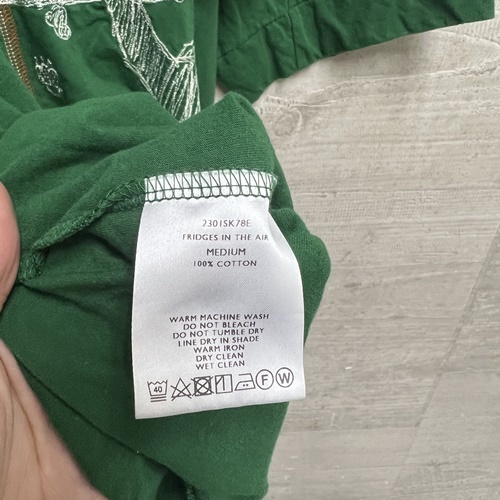 2301SK78E
FRIDGES IN THE AIR
MEDIUM
100% COTTON
WARM MACHINE WASH
DO NOT BLEACH
DO NOT TUMBLE DRY
LINE DRY IN SHADE
WARM IRON
DRY CLEAN
WET CLEAN
40 F W